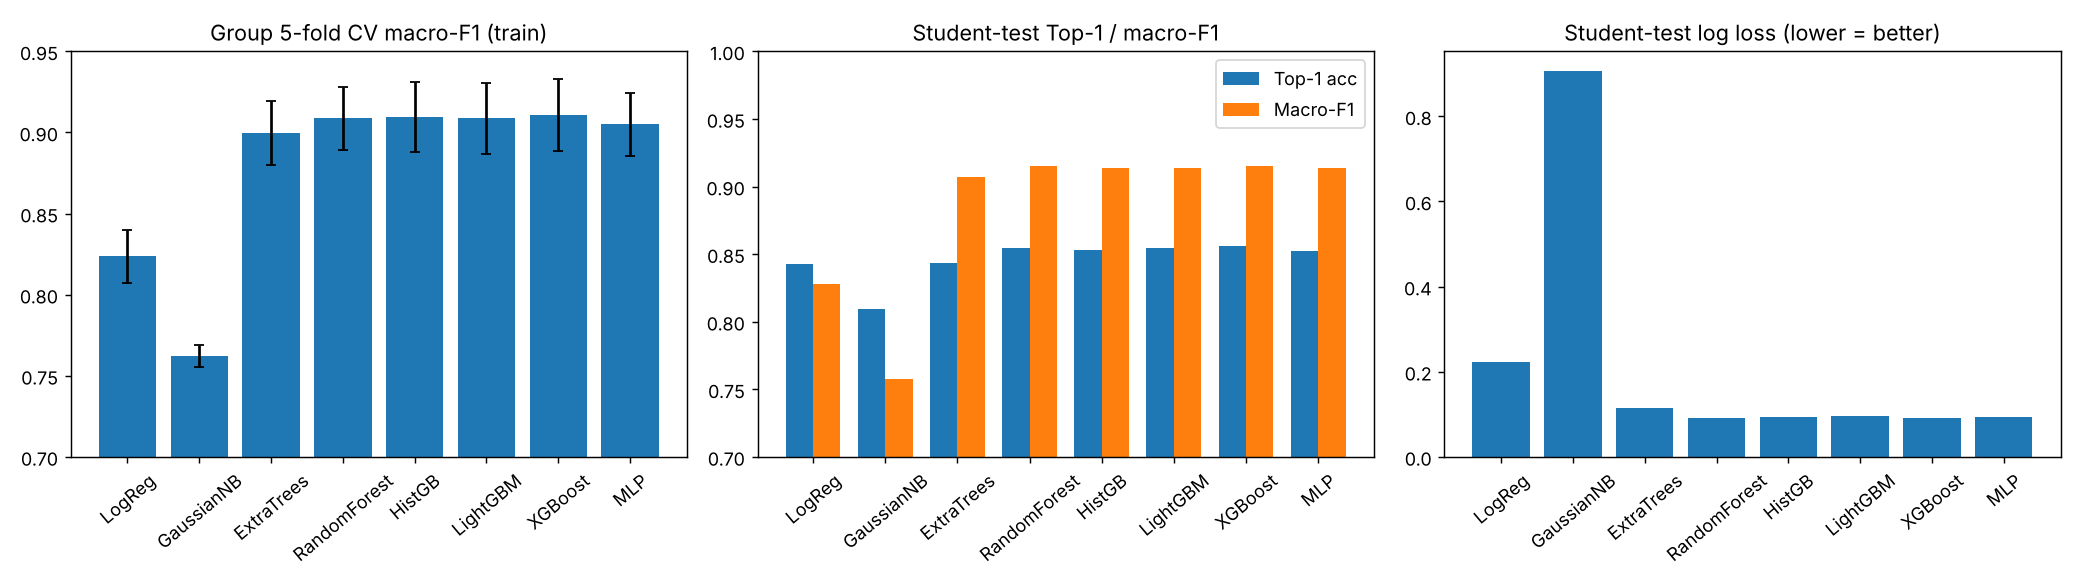 Group 5-fold CV macro-F1 (train)
0.95
0.90
0.85
0.80
0.75
0.70
LogReg
GaussianNB
ExtraTrees
RandomForest
HistGB
LightGBM
XGBoost
MLP
Student-test Top-1 / macro-F1
1.00
0.95
0.90
0.85
0.80
0.75
0.70
Top-1 acc
Macro-F1
LogReg
GaussianNB
ExtraTrees
RandomForest
HistGB
LightGBM
XGBoost
MLP
Student-test log loss (lower = better)
0.8
0.6
0.4
0.2
0.0
LogReg
GaussianNB
ExtraTrees
RandomForest
HistGB
LightGBM
XGBoost
MLP